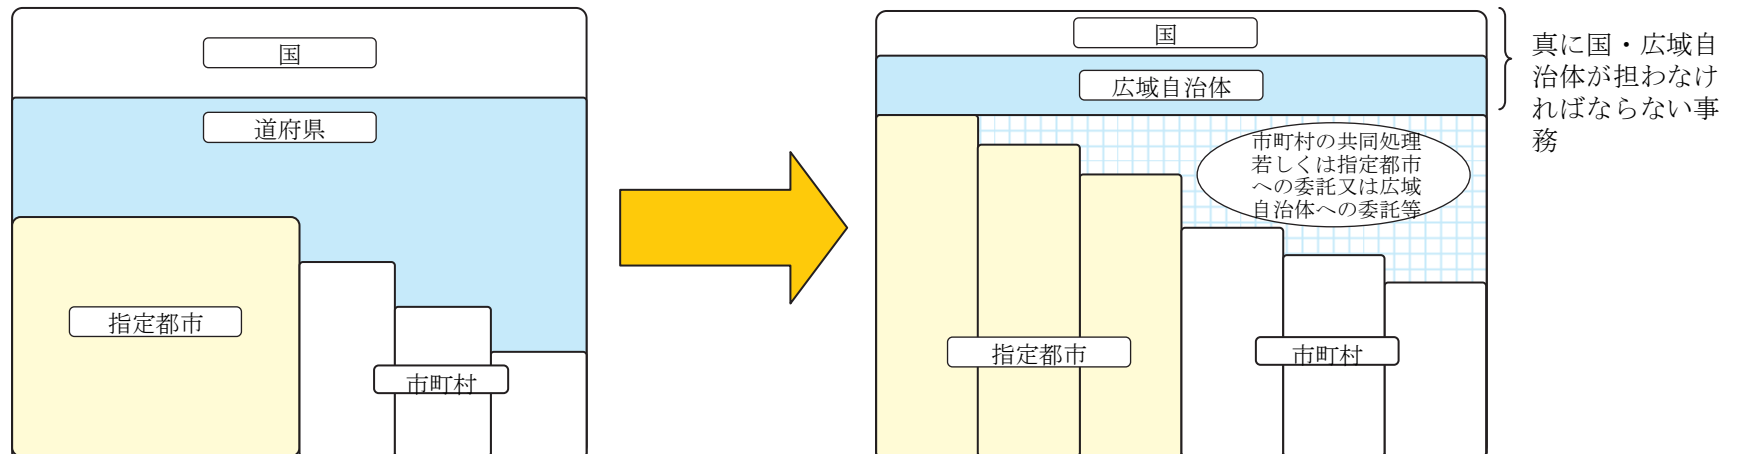 国
道府県
指定都市
市町村
国
広域自治体
市町村の共同処理
若しくは指定都市
への委託又は広域
自治体への委託等
指定都市
市町村
真に国・広域自
治体が担わなけ
ればならない事
務